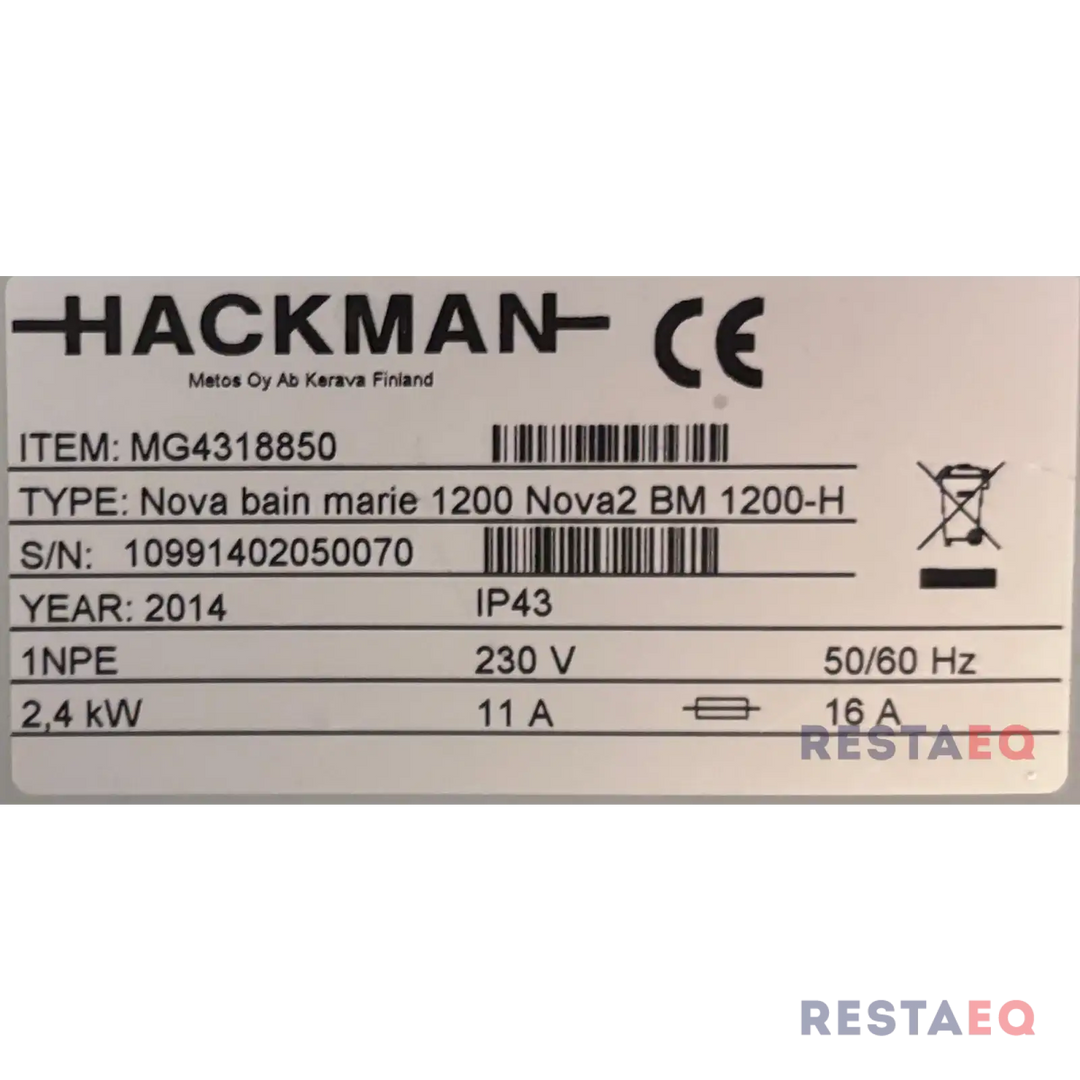 HACKMAN CE
Metos Oy Ab Kerava Finland
ITEM: MG4318850
TYPE: Nova bain marie 1200 Nova2 BM 1200-H
S/N: 10991402050070
YEAR: 2014 IP43
1NPE 230 V 50/60 Hz
2,4 kW 11 A 16 A
RESTAEQ
RESTAEQ